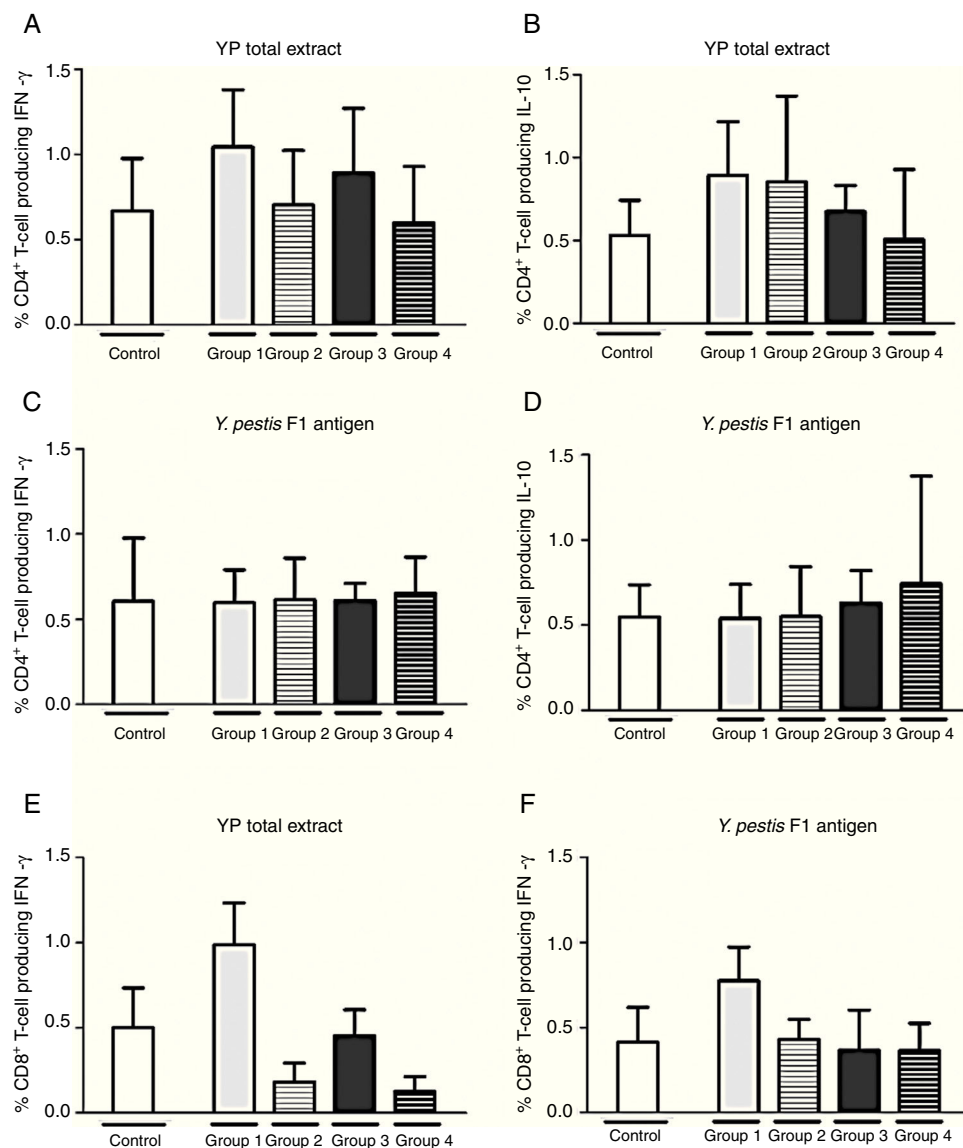 A
YP total extract
% CD4+ T-cell producing IFN -γ
1.5
1.0
0.5
0.0
Control
Group 1 Group 2 Group 3 Group 4
B
YP total extract
% CD4+ T-cell producing IL-10
1.5
1.0
0.5
0.0
Control
Group 1 Group 2 Group 3 Group 4
C
Y. pestis F1 antigen
% CD4+ T-cell producing IFN -γ
1.5
1.0
0.5
0.0
Control
Group 1 Group 2 Group 3 Group 4
D
Y. pestis F1 antigen
% CD4+ T-cell producing IL-10
1.5
1.0
0.5
0.0
Control
Group 1 Group 2 Group 3 Group 4
E
YP total extract
% CD8+ T-cell producing IFN -γ
1.5
1.0
0.5
0.0
Control
Group 1 Group 2 Group 3 Group 4
F
Y. pestis F1 antigen
% CD8+ T-cell producing IFN -γ
1.5
1.0
0.5
0.0
Control
Group 1 Group 2 Group 3 Group 4